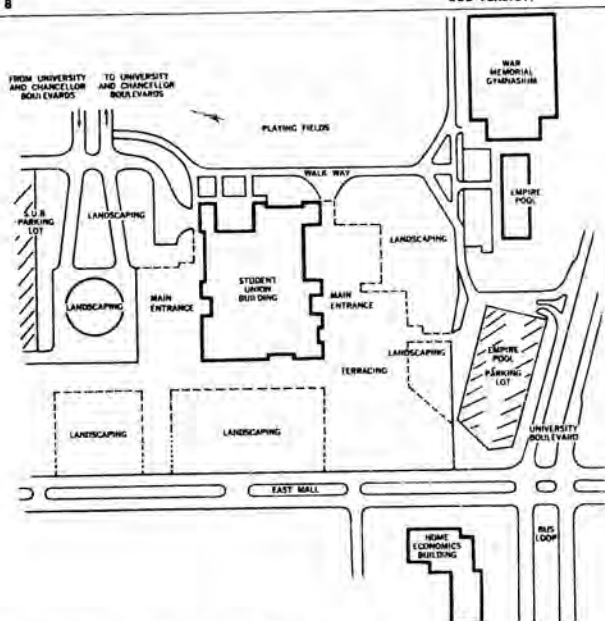 8
FROM UNIVERSITY
AND CHANCELLOR
BOULEVARDS
TO UNIVERSITY
AND CHANCELLOR
BOULEVARDS
WAR
MEMORIAL
GYMNASIUM
PLAYING FIELDS
WALK WAY
EMPIRE
POOL
S.U.B.
PARKING
LOT
LANDSCAPING
LANDSCAPING
STUDENT
UNION
BUILDING
MAIN
ENTRANCE
MAIN
ENTRANCE
LANDSCAPING
LANDSCAPING
TERRACING
EMPIRE
POOL
PARKING
LOT
LANDSCAPING
LANDSCAPING
UNIVERSITY
BOULEVARD
EAST MALL
HOME
ECONOMICS
BUILDING
BUS
LOOP